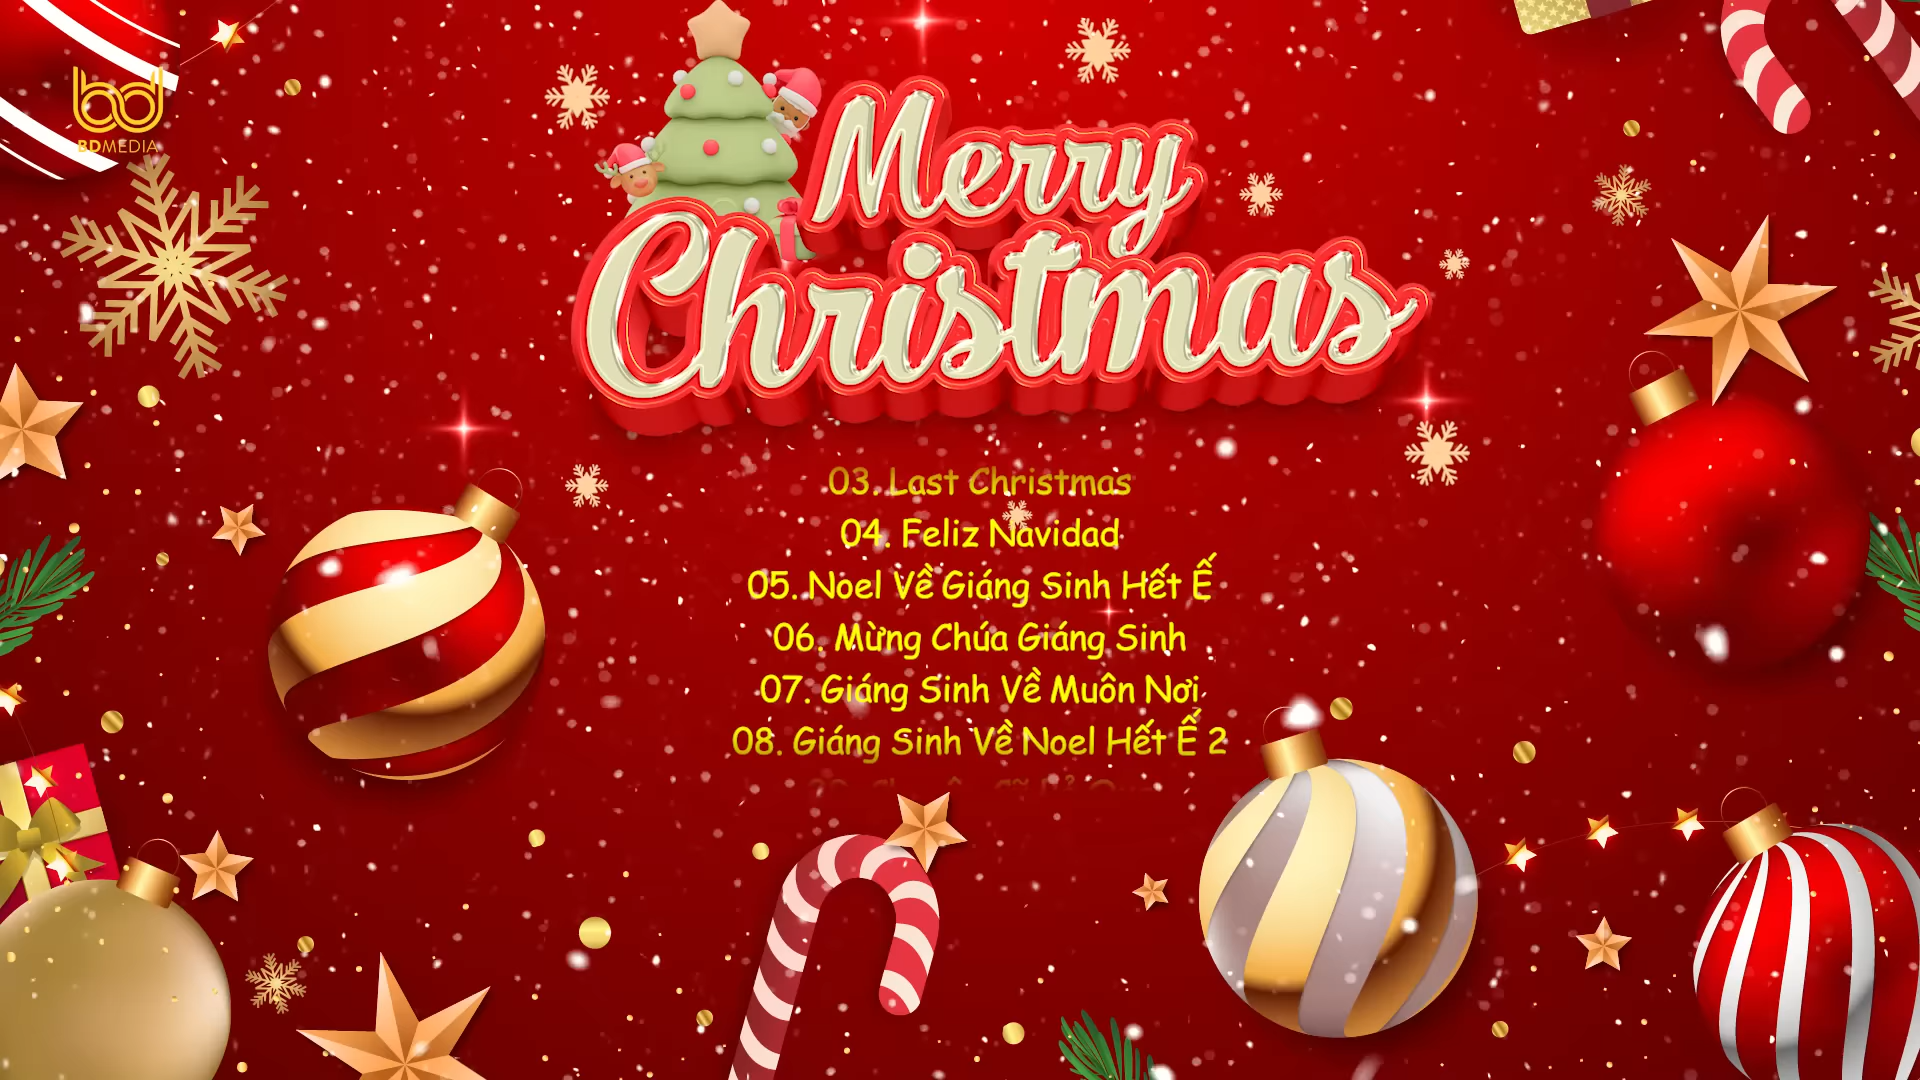 BDMEDIA
Merry
Christmas
03. Last Christmas
04. Feliz Navidad
05. Noel Về Giáng Sinh Hết Ế
06. Mừng Chúa Giáng Sinh
07. Giáng Sinh Về Muôn Nơi
08. Giáng Sinh Về Noel Hết Ể 2